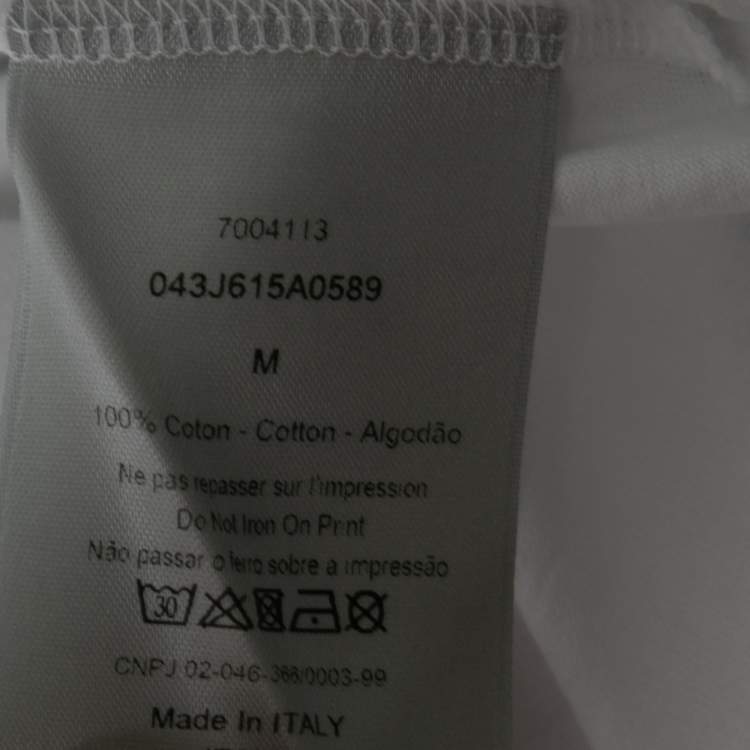 7004113
043J615A0589
M
100% Coton - Cotton - Algodão
Ne pas repasser sur l'impression
Do Not Iron On Print
Não passar o ferro sobre a impressão
30
CNPJ 02-046-366/0003-99
Made In ITALY